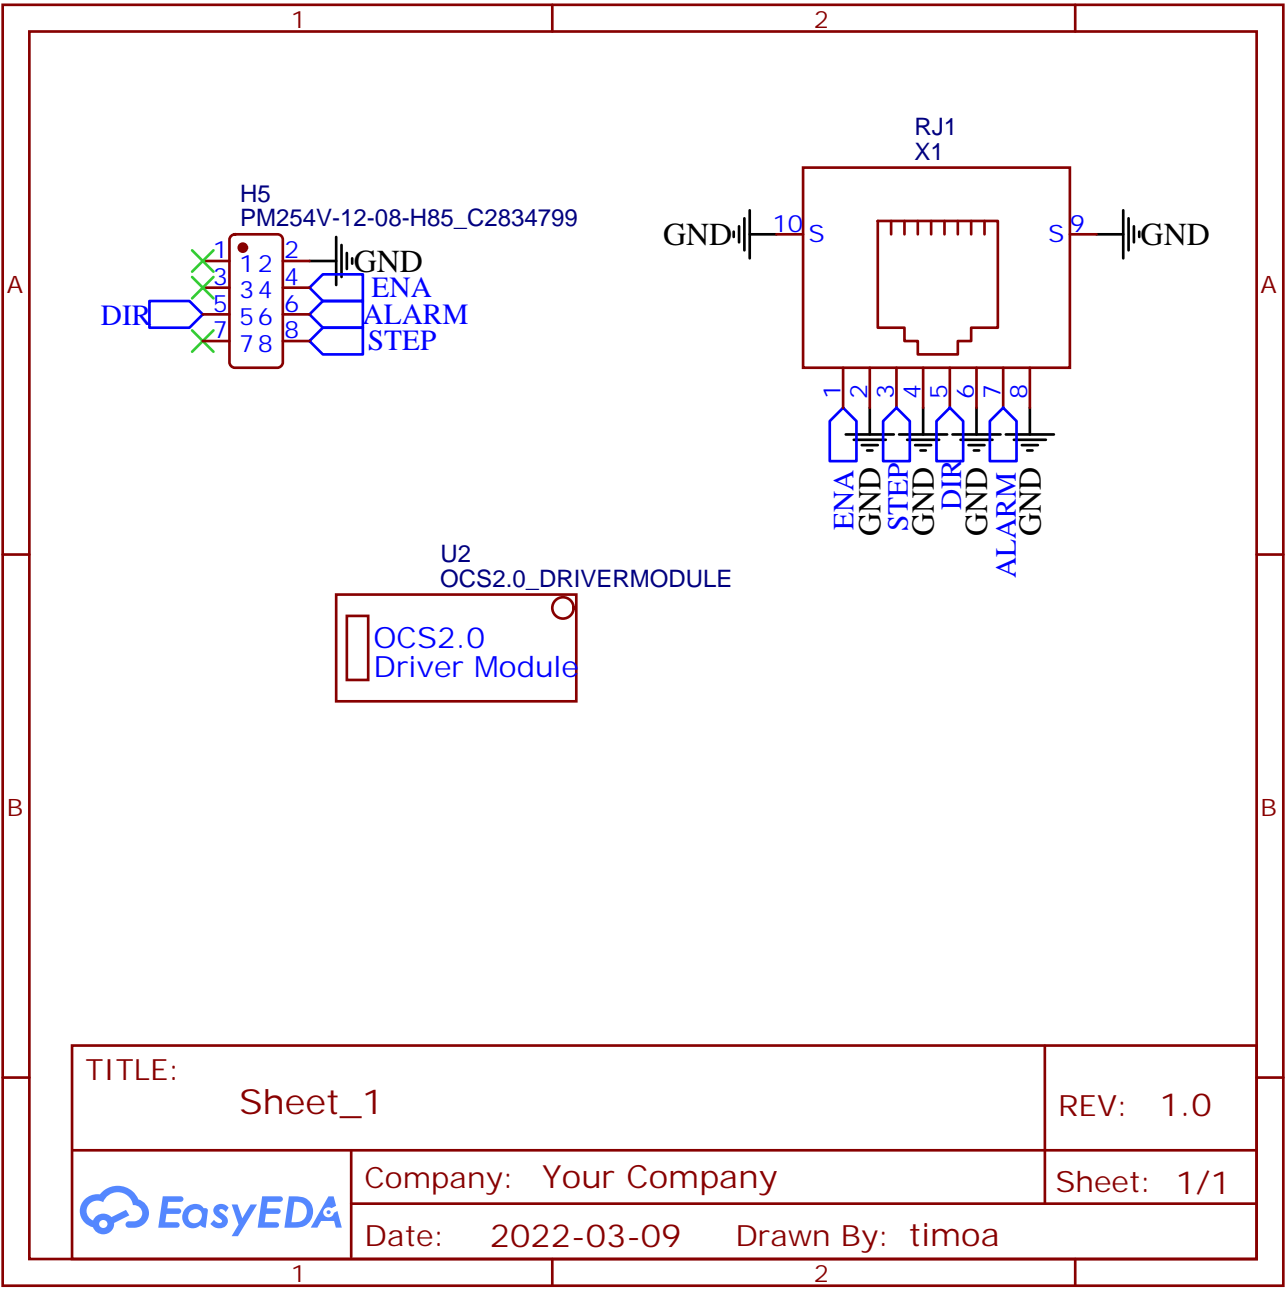 1
2
A
A
B
B
1
2
H5
PM254V-12-08-H85_C2834799
1
2
GND
3
4
ENA
DIR
5
6
ALARM
7
8
STEP
1 2
3 4
5 6
7 8
RJ1
X1
GND
10
S
S
9
GND
1
2
3
4
5
6
7
8
ENA
GND
STEP
GND
DIR
GND
ALARM
GND
U2
OCS2.0_DRIVERMODULE
OCS2.0
Driver Module
TITLE:
Sheet_1
REV: 1.0
EasyEDA
Company: Your Company
Sheet: 1/1
Date: 2022-03-09 Drawn By: timoa